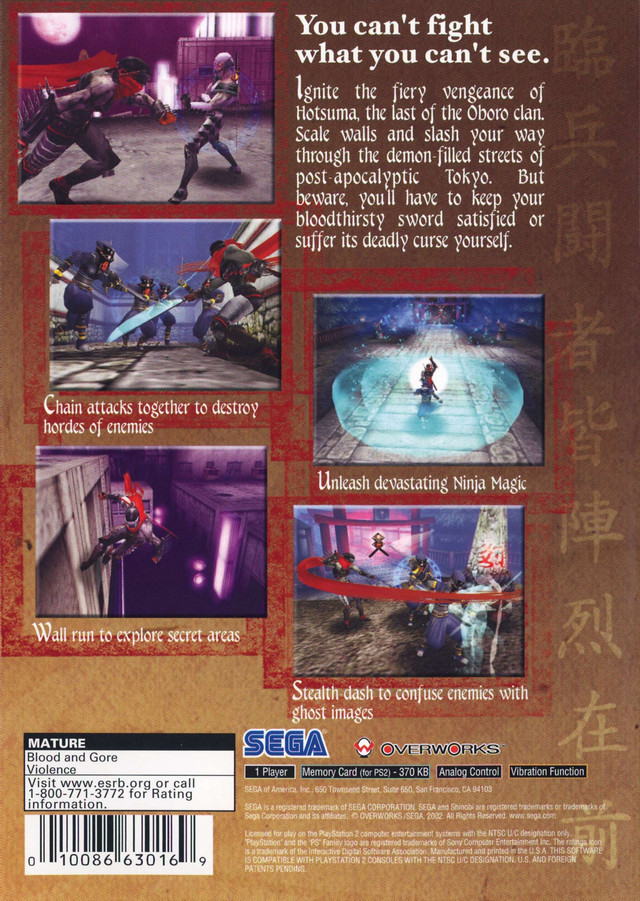 You can't fight
what you can't see.
Ignite the fiery vengeance of
Hotsuma, the last of the Oboro clan.
Scale walls and slash your way
through the demon-filled streets of
post-apocalyptic Tokyo. But
beware, you'll have to keep your
bloodthirsty sword satisfied or
suffer its deadly curse yourself.
臨
兵
闘
者
皆
陣
烈
在
前
Chain attacks together to destroy
hordes of enemies
Unleash devastating Ninja Magic
Wall run to explore secret areas
Stealth dash to confuse enemies with
ghost images
MATURE
Blood and Gore
Violence
Visit www.esrb.org or call
1-800-771-3772 for Rating
information.
0 10086 63016 9
SEGA
OVERWORKS
1 Player
Memory Card (for PS2) - 370 KB
Analog Control
Vibration Function
SEGA of America, Inc., 650 Townsend Street, Suite 650, San Francisco, CA 94103
SEGA is a registered trademark of SEGA CORPORATION. SEGA and Shinobi are registered trademarks or trademarks of
Sega Corporation and its affiliates. © OVERWORKS /SEGA, 2002. All Rights Reserved. www.sega.com
Licensed for play on the PlayStation 2 computer entertainment systems with the NTSC U/C designation only.
"PlayStation" and the "PS" Family logo are registered trademarks of Sony Computer Entertainment Inc. The ratings icon
is a trademark of the Interactive Digital Software Association. Manufactured and printed in the U.S.A. THIS SOFTWARE
IS COMPATIBLE WITH PLAYSTATION 2 CONSOLES WITH THE NTSC U/C DESIGNATION. U.S. AND FOREIGN
PATENTS PENDING.